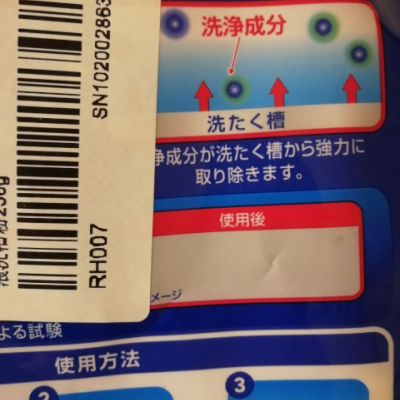 洗浄成分
洗たく槽
浄成分が洗たく槽から強力に
取り除きます。
使用後
メージ
よる試験
使用方法
2
3
SN102002863
RH007